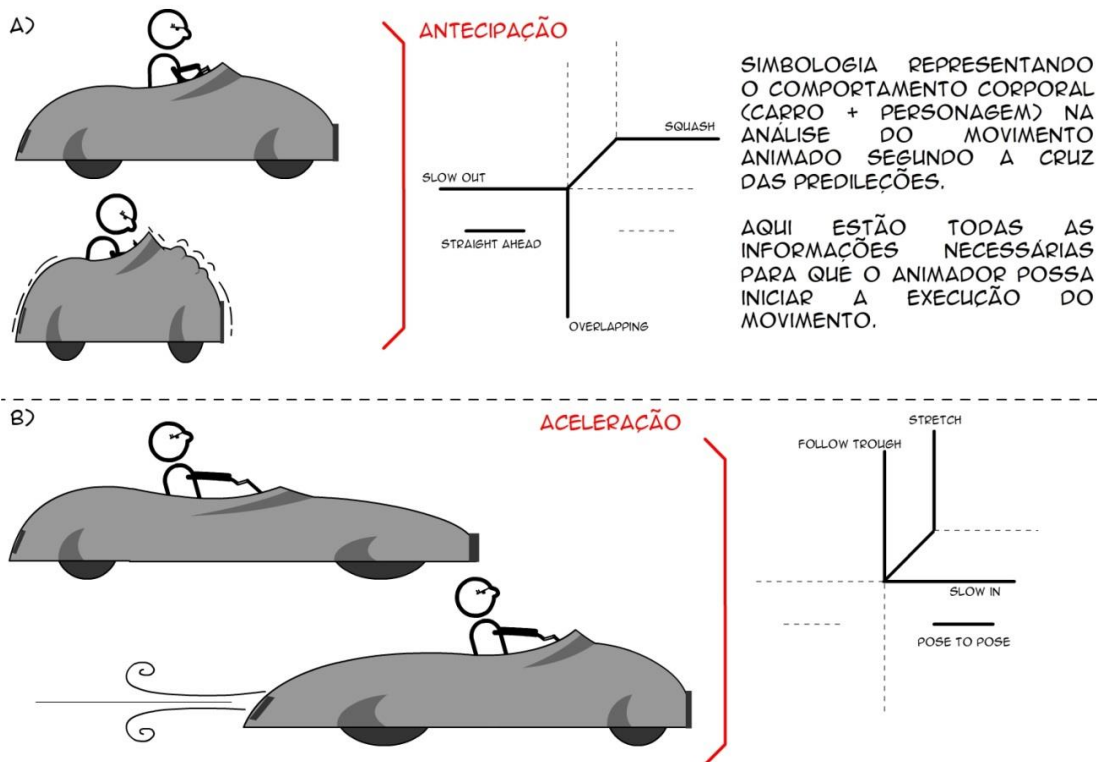 A)
ANTECIPAÇÃO
SQUASH
SLOW OUT
STRAIGHT AHEAD
OVERLAPPING
SIMBOLOGIA REPRESENTANDO
O COMPORTAMENTO CORPORAL
(CARRO + PERSONAGEM) NA
ANÁLISE DO MOVIMENTO
ANIMADO SEGUNDO A CRUZ
DAS PREDILEÇÕES.
AQUI ESTÃO TODAS AS
INFORMAÇÕES NECESSÁRIAS
PARA QUE O ANIMADOR POSSA
INICIAR A EXECUÇÃO DO
MOVIMENTO.
B)
ACELERAÇÃO
STRETCH
FOLLOW TROUGH
SLOW IN
POSE TO POSE